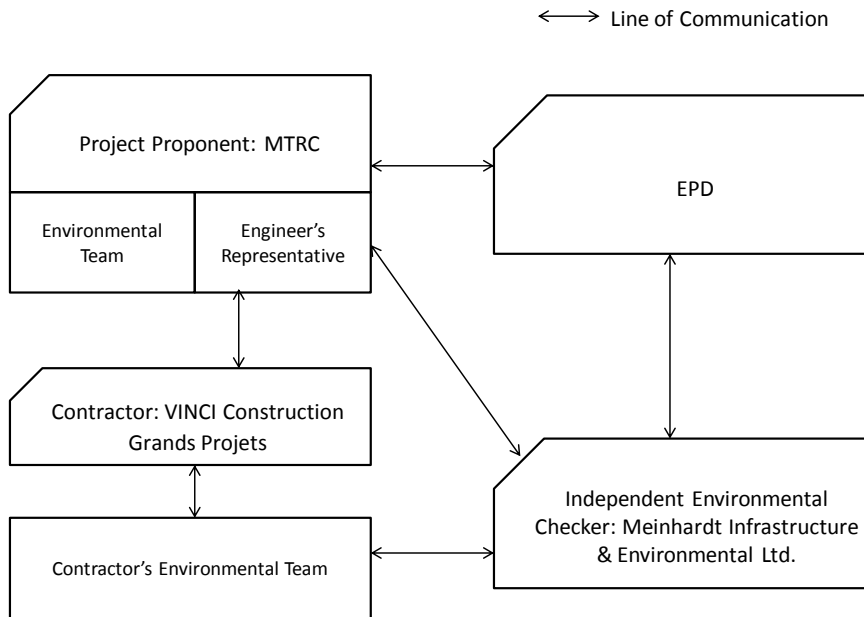 Line of Communication
Project Proponent: MTRC
EPD
Environmental
Team
Engineer’s
Representative
Contractor: VINCI Construction
Grands Projets
Independent Environmental
Checker: Meinhardt Infrastructure
& Environmental Ltd.
Contractor’s Environmental Team